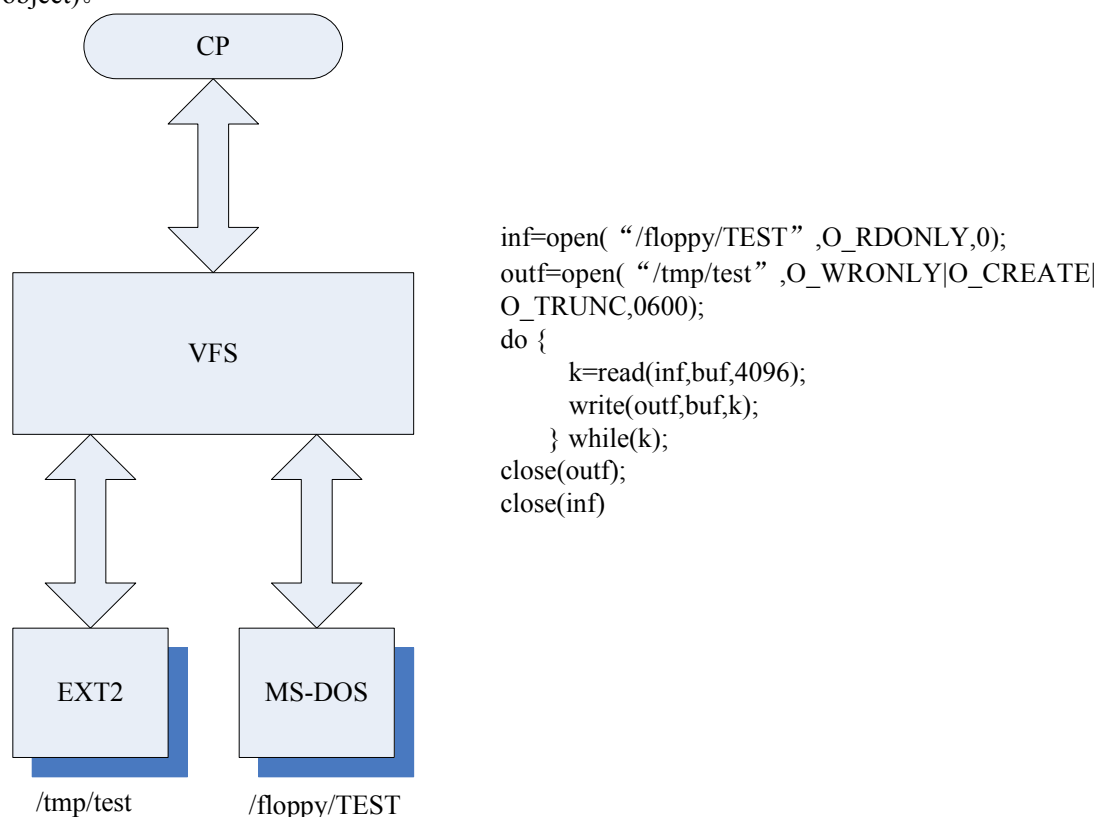 object)。
CP
VFS
EXT2
MS-DOS
/tmp/test
/floppy/TEST
inf=open( “/floppy/TEST” ,O_RDONLY,0);
outf=open( “/tmp/test” ,O_WRONLY|O_CREATE|
O_TRUNC,0600);
do {
k=read(inf,buf,4096);
write(outf,buf,k);
} while(k);
close(outf);
close(inf)